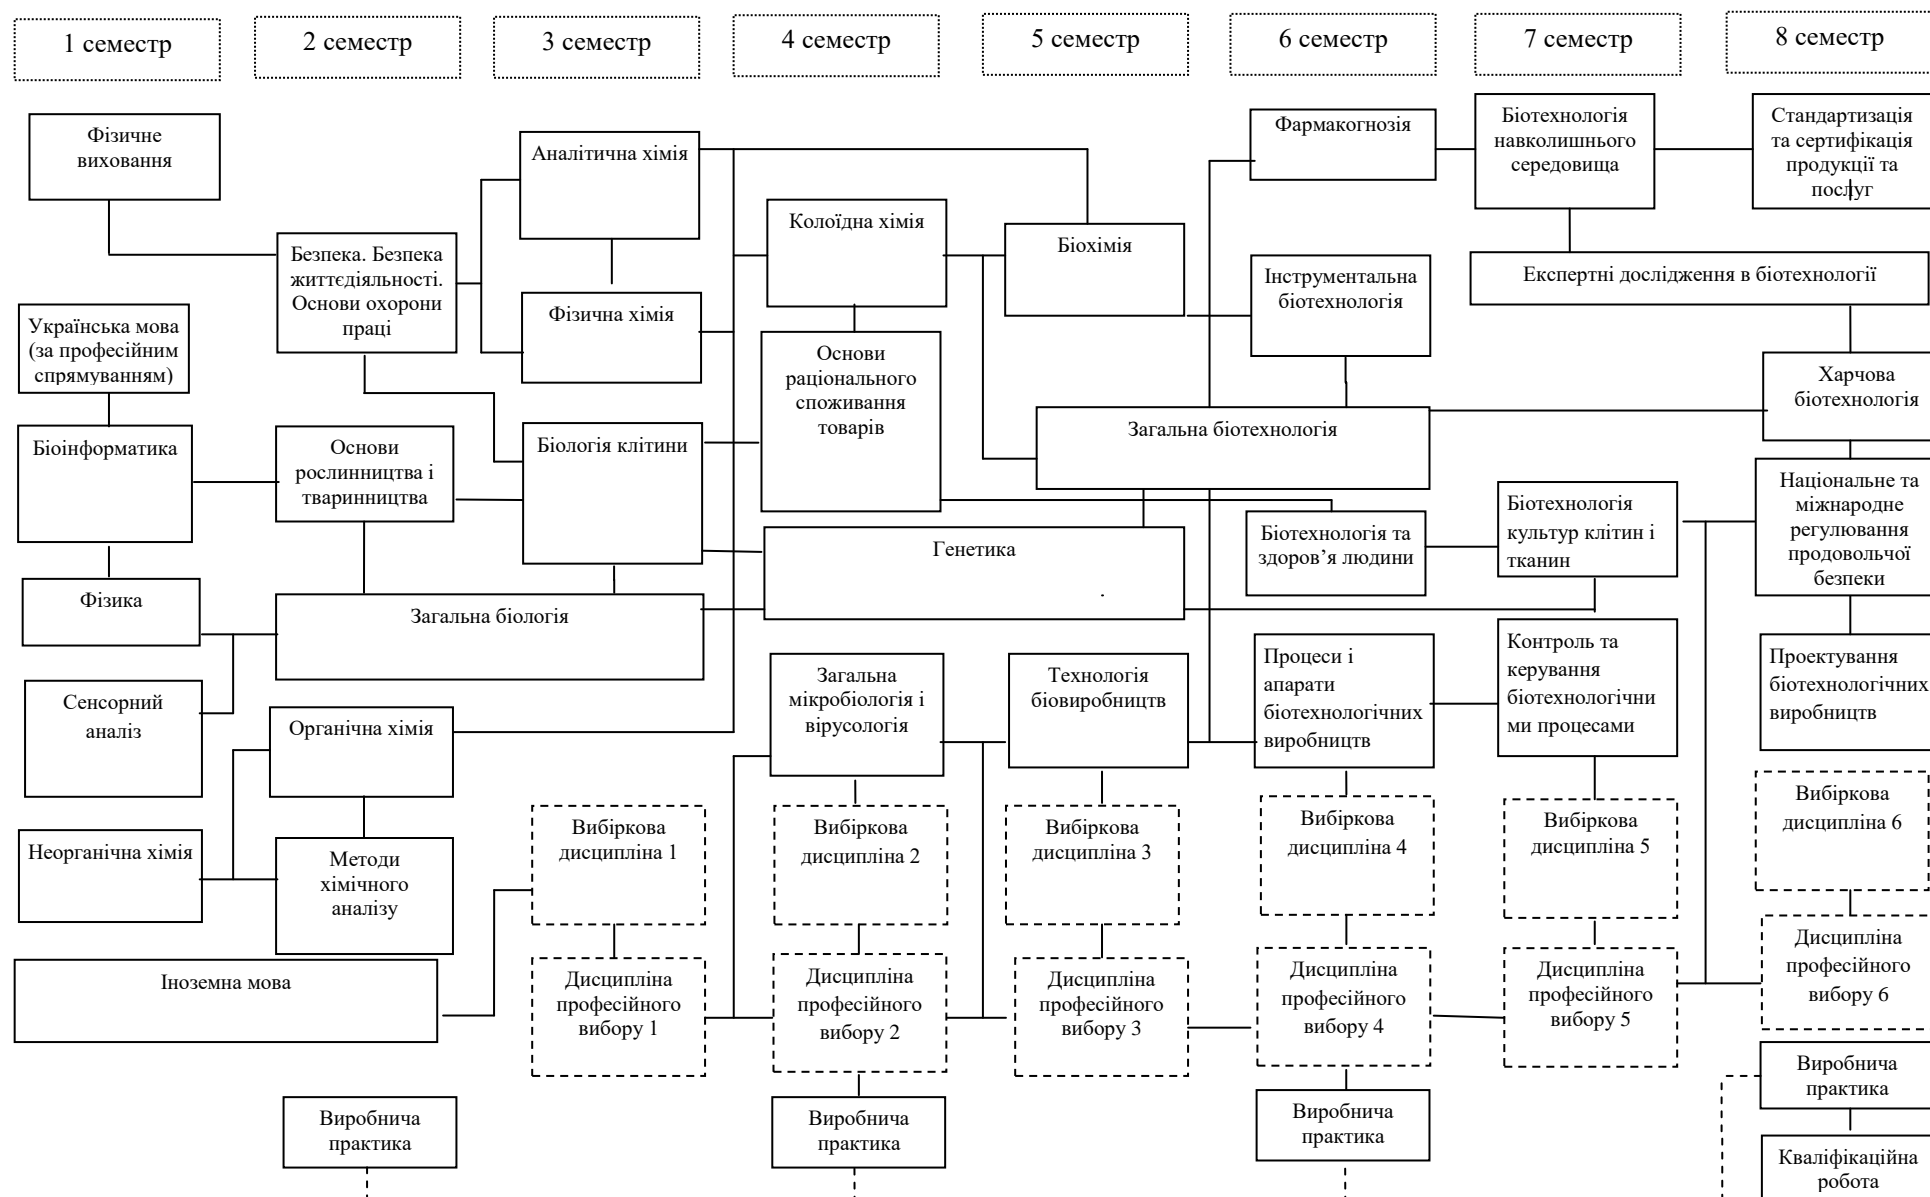 1 семестр
2 семестр
3 семестр
4 семестр
5 семестр
6 семестр
7 семестр
8 семестр
Фізичне
виховання
Українська мова
(за професійним
спрямуванням)
Біоінформатика
Фізика
Сенсорний
аналіз
Неорганічна хімія
Іноземна мова
Безпека. Безпека
життєдіяльності.
Основи охорони
праці
Основи
рослинництва і
тваринництва
Загальна біологія
Органічна хімія
Методи
хімічного
аналізу
Виробнича
практика
Аналітична хімія
Фізична хімія
Біологія клітини
Вибіркова
дисципліна 1
Дисципліна
професійного
вибору 1
Колоїдна хімія
Основи
раціонального
споживання
товарів
Генетика
Загальна
мікробіологія і
вірусологія
Вибіркова
дисципліна 2
Дисципліна
професійного
вибору 2
Виробнича
практика
Біохімія
Загальна біотехнологія
Технологія
біовиробництв
Вибіркова
дисципліна 3
Дисципліна
професійного
вибору 3
Фармакогнозія
Інструментальна
біотехнологія
Біотехнологія та
здоров’я людини
Процеси і
апарати
біотехнологічних
виробництв
Вибіркова
дисципліна 4
Дисципліна
професійного
вибору 4
Виробнича
практика
Біотехнологія
навколишнього
середовища
Експертні дослідження в біотехнології
Біотехнологія
культур клітин і
тканин
Контроль та
керування
біотехнологічни
ми процесами
Вибіркова
дисципліна 5
Дисципліна
професійного
вибору 5
Стандартизація
та сертифікація
продукції та
послуг
Харчова
біотехнологія
Національне та
міжнародне
регулювання
продовольчої
безпеки
Проектування
біотехнологічних
виробництв
Вибіркова
дисципліна 6
Дисципліна
професійного
вибору 6
Виробнича
практика
Кваліфікаційна
робота